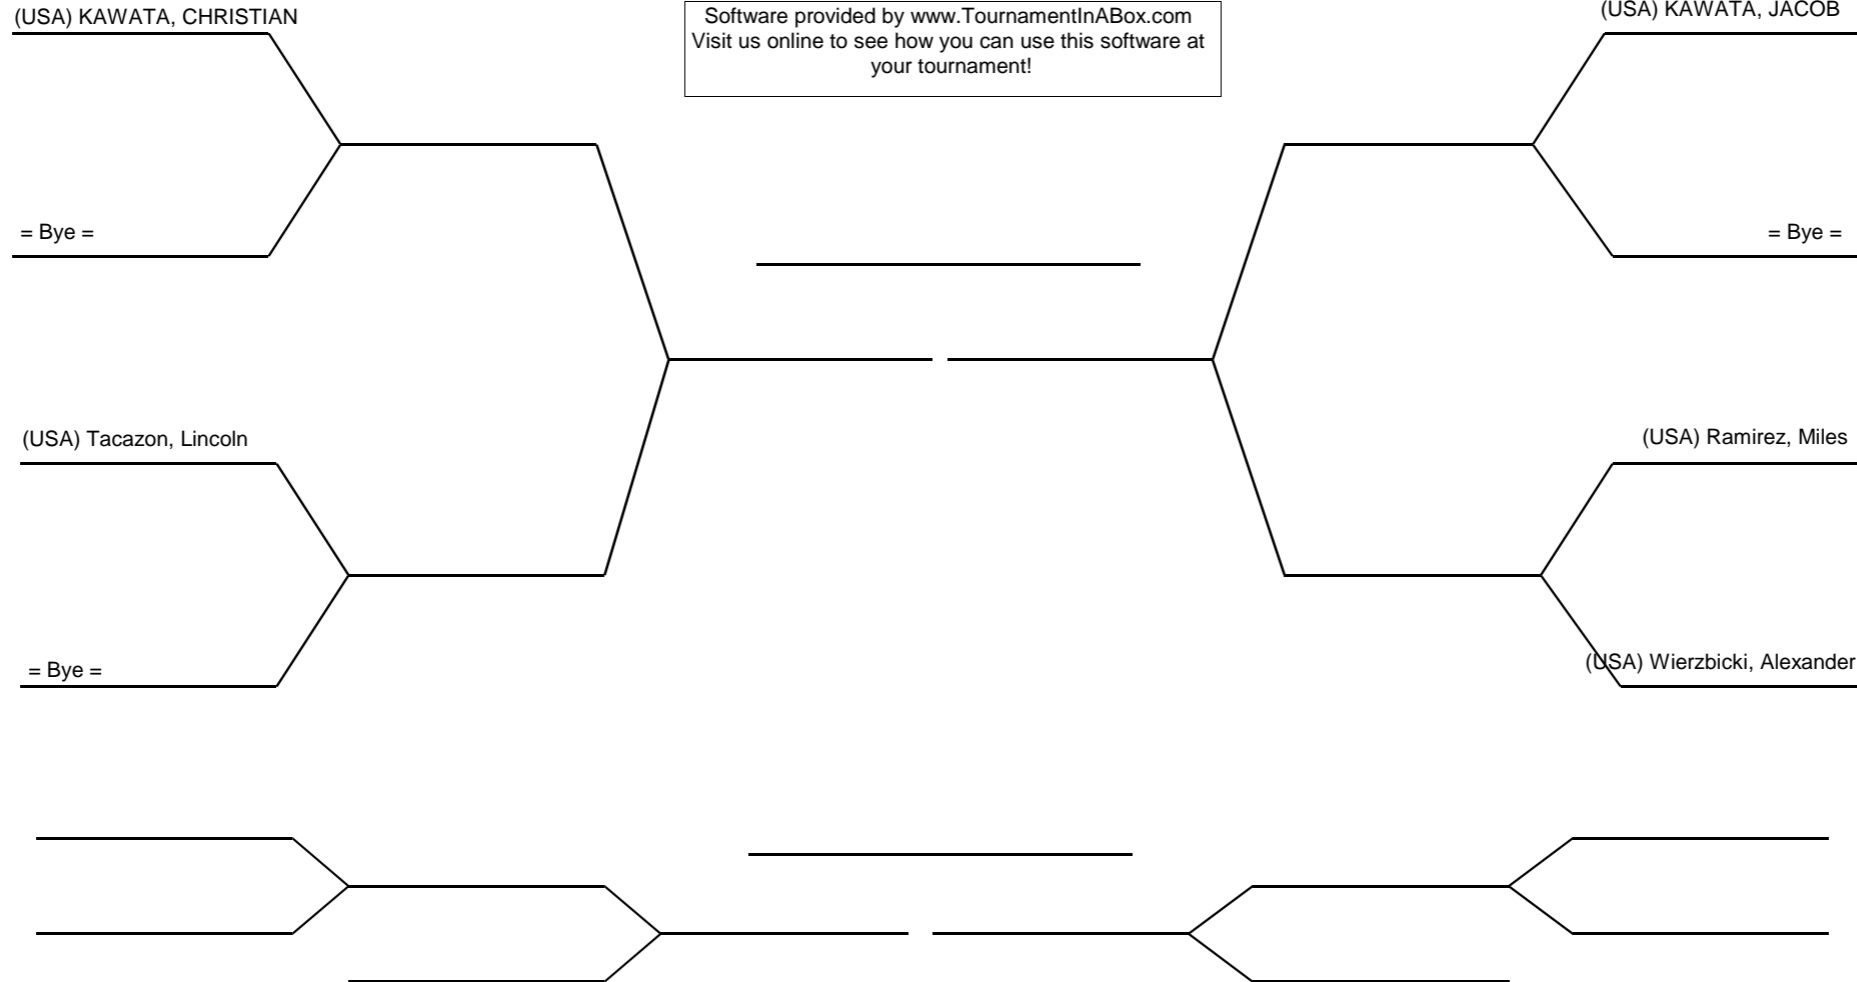 (USA) KAWATA, CHRISTIAN
Software provided by www.TournamentInABox.com
Visit us online to see how you can use this software at
your tournament!
(USA) KAWATA, JACOB
= Bye =
= Bye =
(USA) Tacazon, Lincoln
(USA) Ramirez, Miles
= Bye =
(USA) Wierzbicki, Alexander